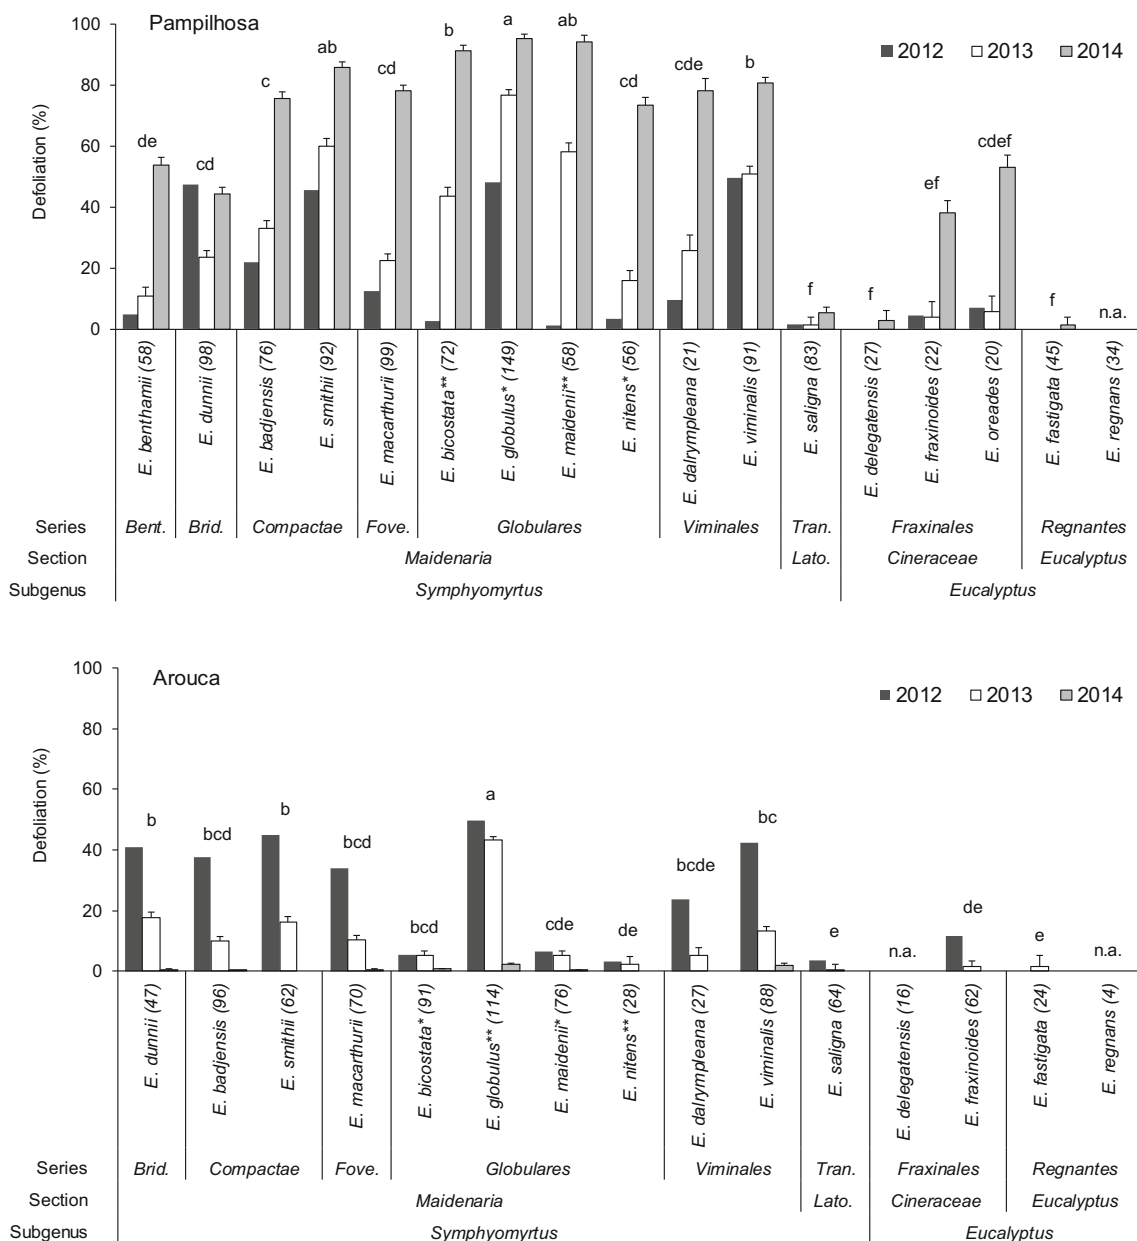 Pampilhosa
2012 2013 2014
Defoliation (%)
100
80
60
40
20
0
de cd c ab cd b a ab cd cde b f f ef cdef f n.a.
E. benthamii (58)
E. dunnii (98)
E. badjensis (76)
E. smithii (92)
E. macarthurii (99)
E. bicostata** (72)
E. globulus* (149)
E. maidenii** (58)
E. nitens* (56)
E. dalrympleana (21)
E. viminalis (91)
E. saligna (83)
E. delegatensis (27)
E. fraxinoides (22)
E. oreades (20)
E. fastigata (45)
E. regnans (34)
Series Bent. Brid. Compactae Fove. Globulares Viminales Tran. Fraxinales Regnantes
Section Maidenaria Lato. Cineraceae Eucalyptus
Subgenus Symphyomyrtus Eucalyptus
Arouca
2012 2013 2014
Defoliation (%)
100
80
60
40
20
0
b bcd b bcd bcd a cde de bcde bc e n.a. de e n.a.
E. dunnii (47)
E. badjensis (96)
E. smithii (62)
E. macarthurii (70)
E. bicostata* (91)
E. globulus** (114)
E. maidenii* (76)
E. nitens** (28)
E. dalrympleana (27)
E. viminalis (88)
E. saligna (64)
E. delegatensis (16)
E. fraxinoides (62)
E. fastigata (24)
E. regnans (4)
Series Brid. Compactae Fove. Globulares Viminales Tran. Fraxinales Regnantes
Section Maidenaria Lato. Cineraceae Eucalyptus
Subgenus Symphyomyrtus Eucalyptus